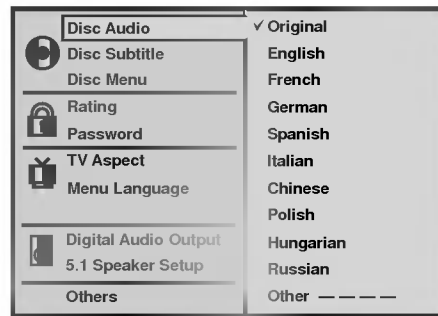 Disc Audio
Disc Subtitle
Disc Menu
Rating
Password
TV Aspect
Menu Language
Digital Audio Output
5.1 Speaker Setup
Others
✓ Original
English
French
German
Spanish
Italian
Chinese
Polish
Hungarian
Russian
Other — — — —